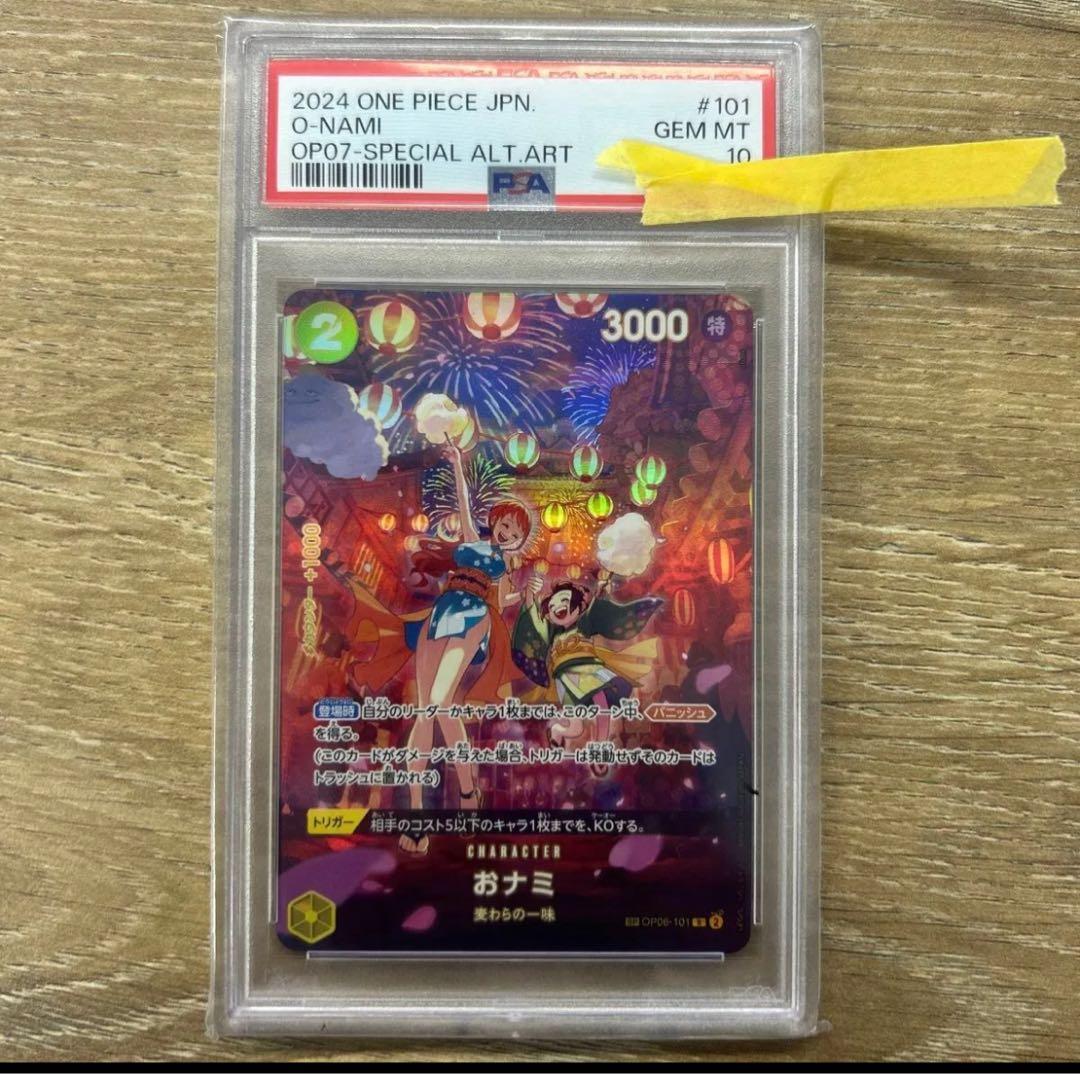 2024 ONE PIECE JPN. #101
O-NAMI GEM MT
OP07-SPECIAL ALT.ART 10
PSA
2 3000 特
カウンター +1000
登場時 自分のリーダーかキャラ1枚までは、このターン中、バニッシュ
を得る。
(このカードがダメージを与えた場合、トリガーは発動せずそのカードは
トラッシュに置かれる)
トリガー 相手のコスト5以下のキャラ1枚までを、KOする。
CHARACTER
おナミ
麦わらの一味
SP OP06-101 R 2